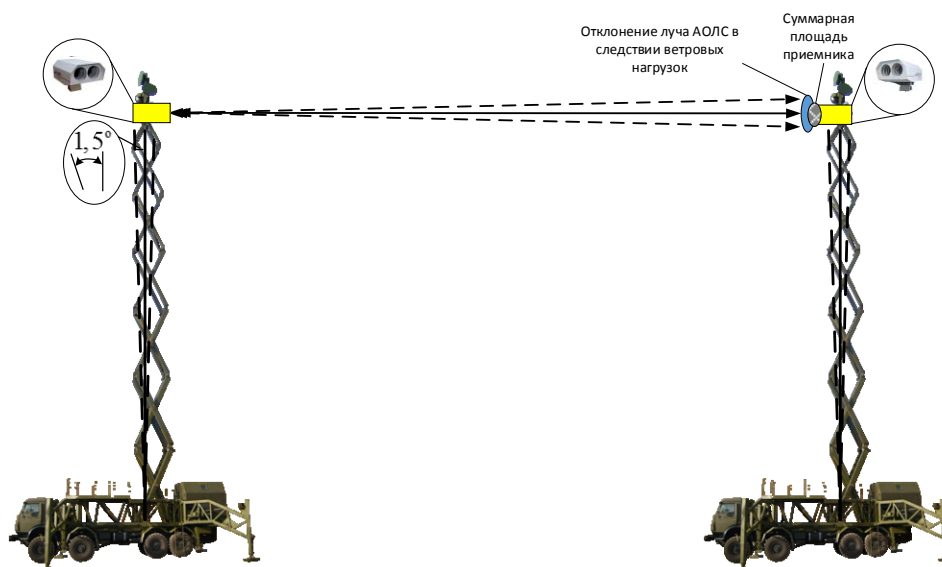 Отклонение луча АОЛС в
следствии ветровых
нагрузок
Суммарная
площадь
приемника
1,5°